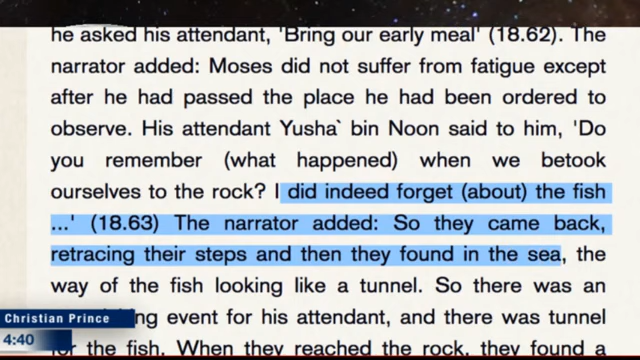 he asked his attendant, 'Bring our early meal' (18.62). The
narrator added: Moses did not suffer from fatigue except
after he had passed the place he had been ordered to
observe. His attendant Yusha` bin Noon said to him, 'Do
you remember (what happened) when we betook
ourselves to the rock? I did indeed forget (about) the fish
...' (18.63) The narrator added: So they came back,
retracing their steps and then they found in the sea, the
way of the fish looking like a tunnel. So there was an
ng event for his attendant, and there was tunnel
for the fish. When they reached the rock, they found a
Christian Prince
4:40